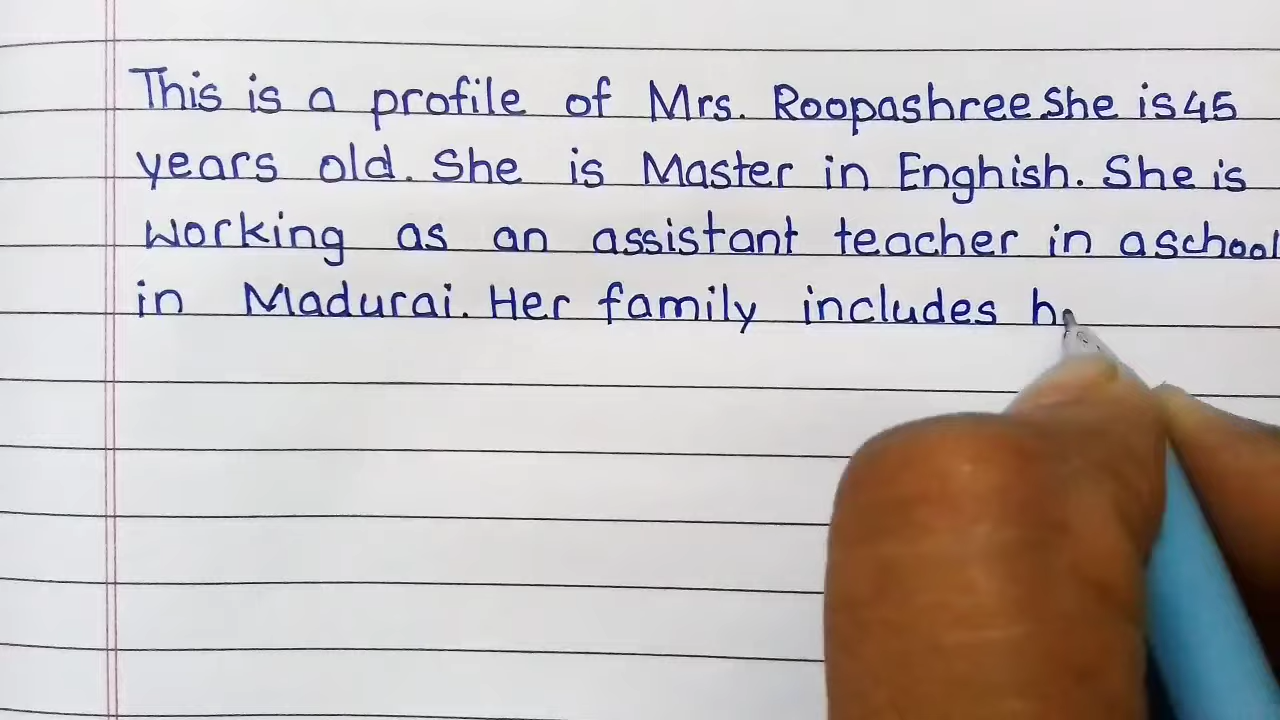 This is a profile of Mrs. Roopashree.She is 45
years old. She is Master in Enghish. She is
working as an assistant teacher in a school
in Madurai. Her family includes